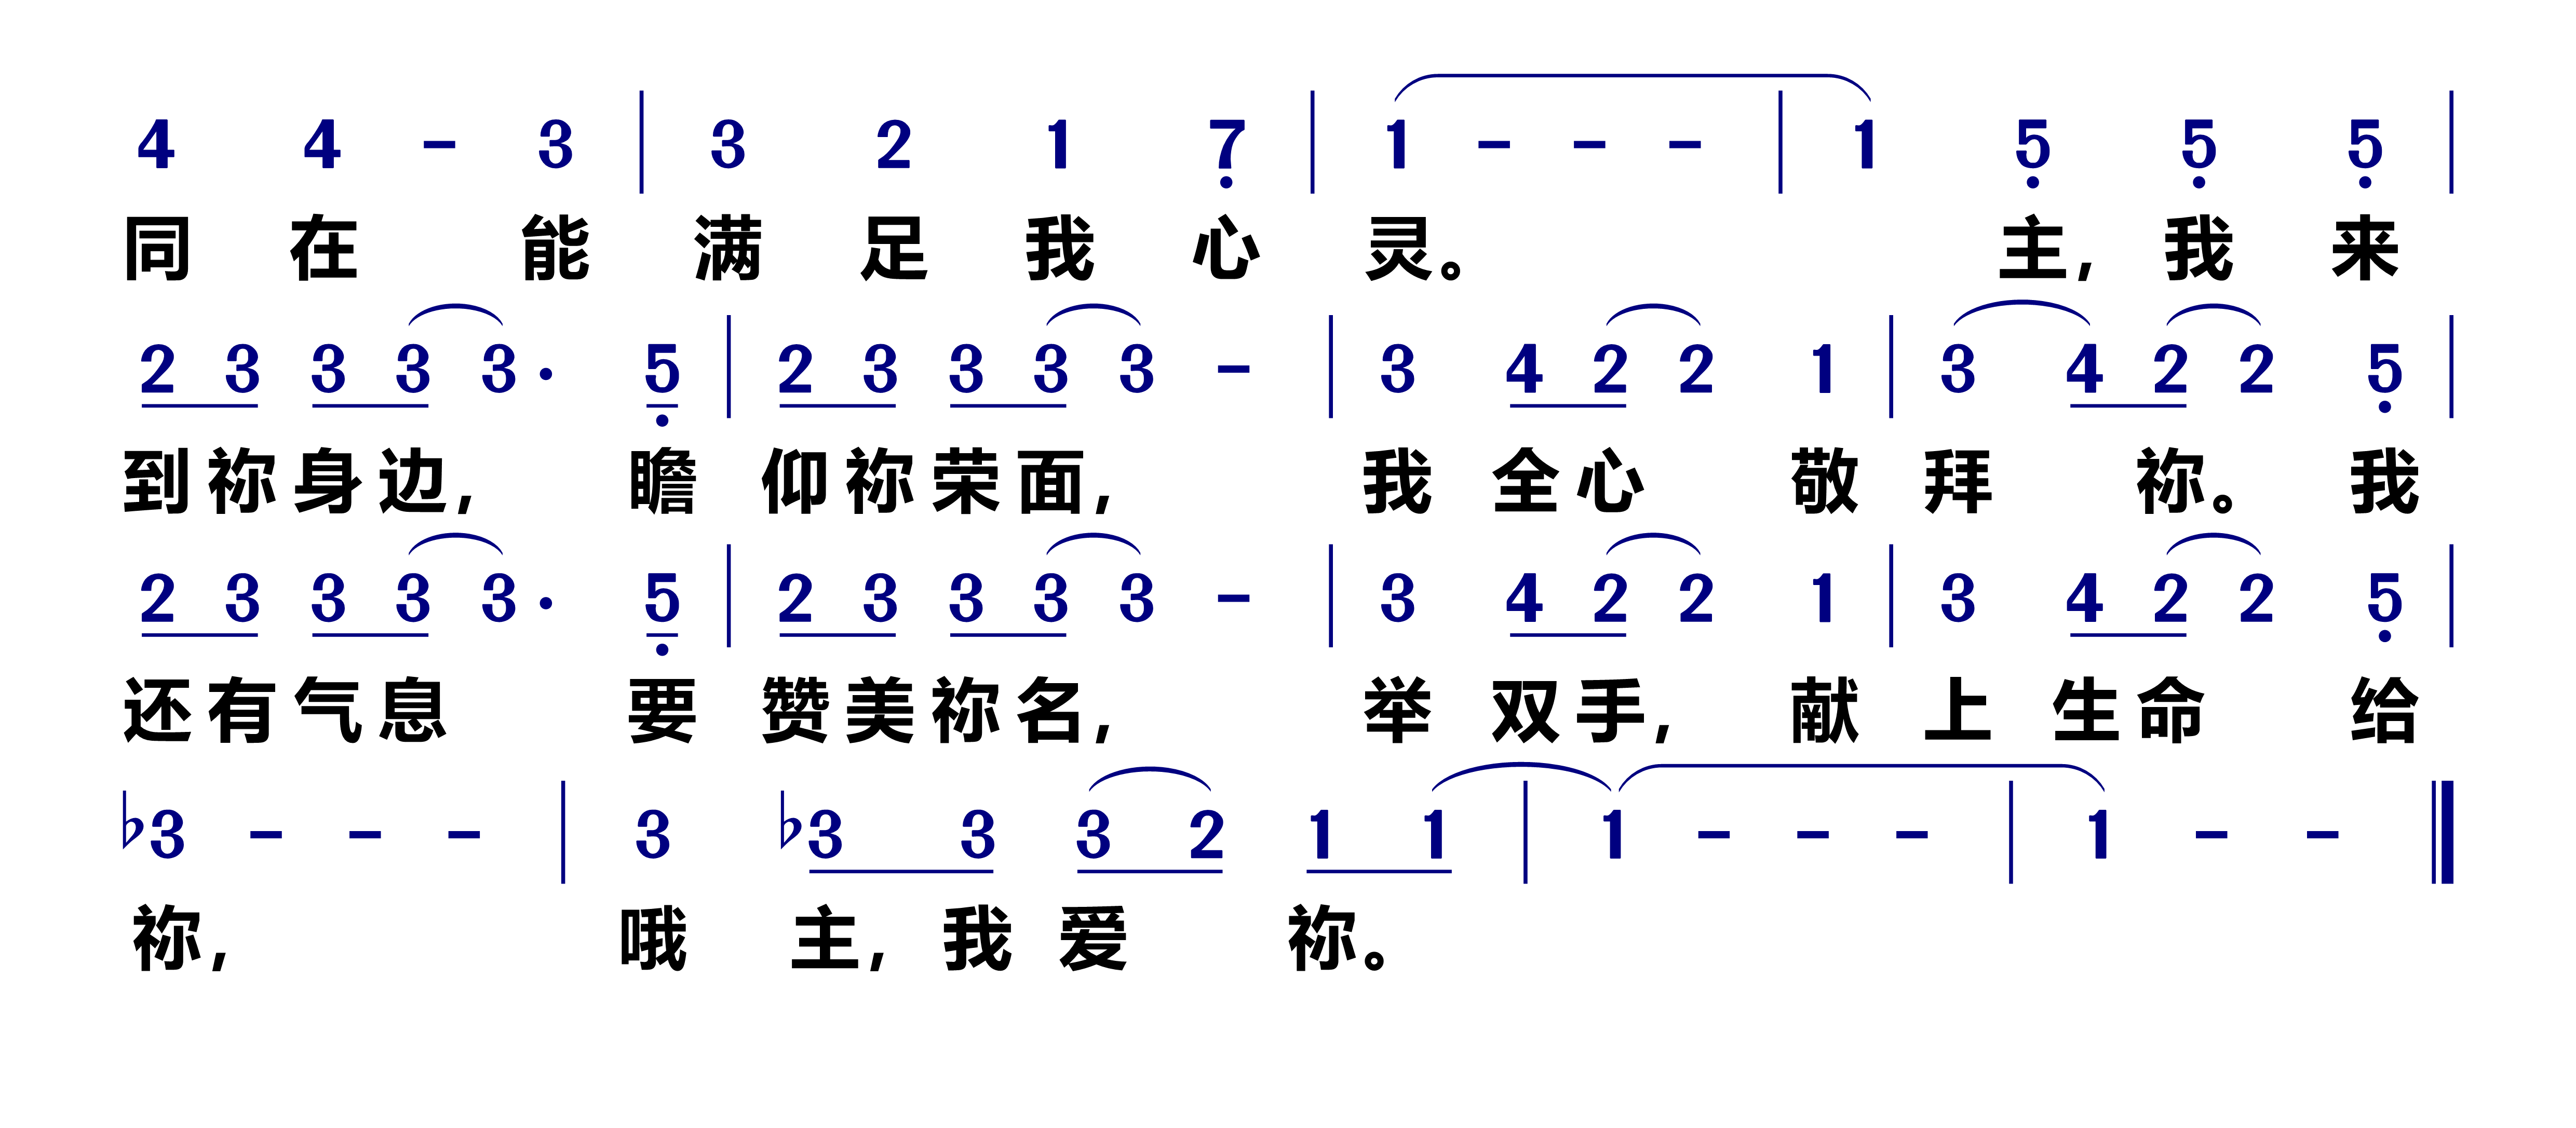 4 4 - 3 | 3 2 1 7̣ | 1 - - - | 1 5̣ 5̣ 5̣ |
同在能满足我心灵。主，我来
2 3 3 3 3· 5̣ | 2 3 3 3 3 - | 3 4 2 2 1 | 3 4 2 2 5̣ |
到祢身边，瞻仰祢荣面，我全心敬拜祢。我
2 3 3 3 3· 5̣ | 2 3 3 3 3 - | 3 4 2 2 1 | 3 4 2 2 5̣ |
还有气息要赞美祢名，举双手，献上生命给
♭3 - - - | 3 ♭3 3 3 2 1 1 | 1 - - - | 1 - - ‖
祢，哦主，我爱祢。